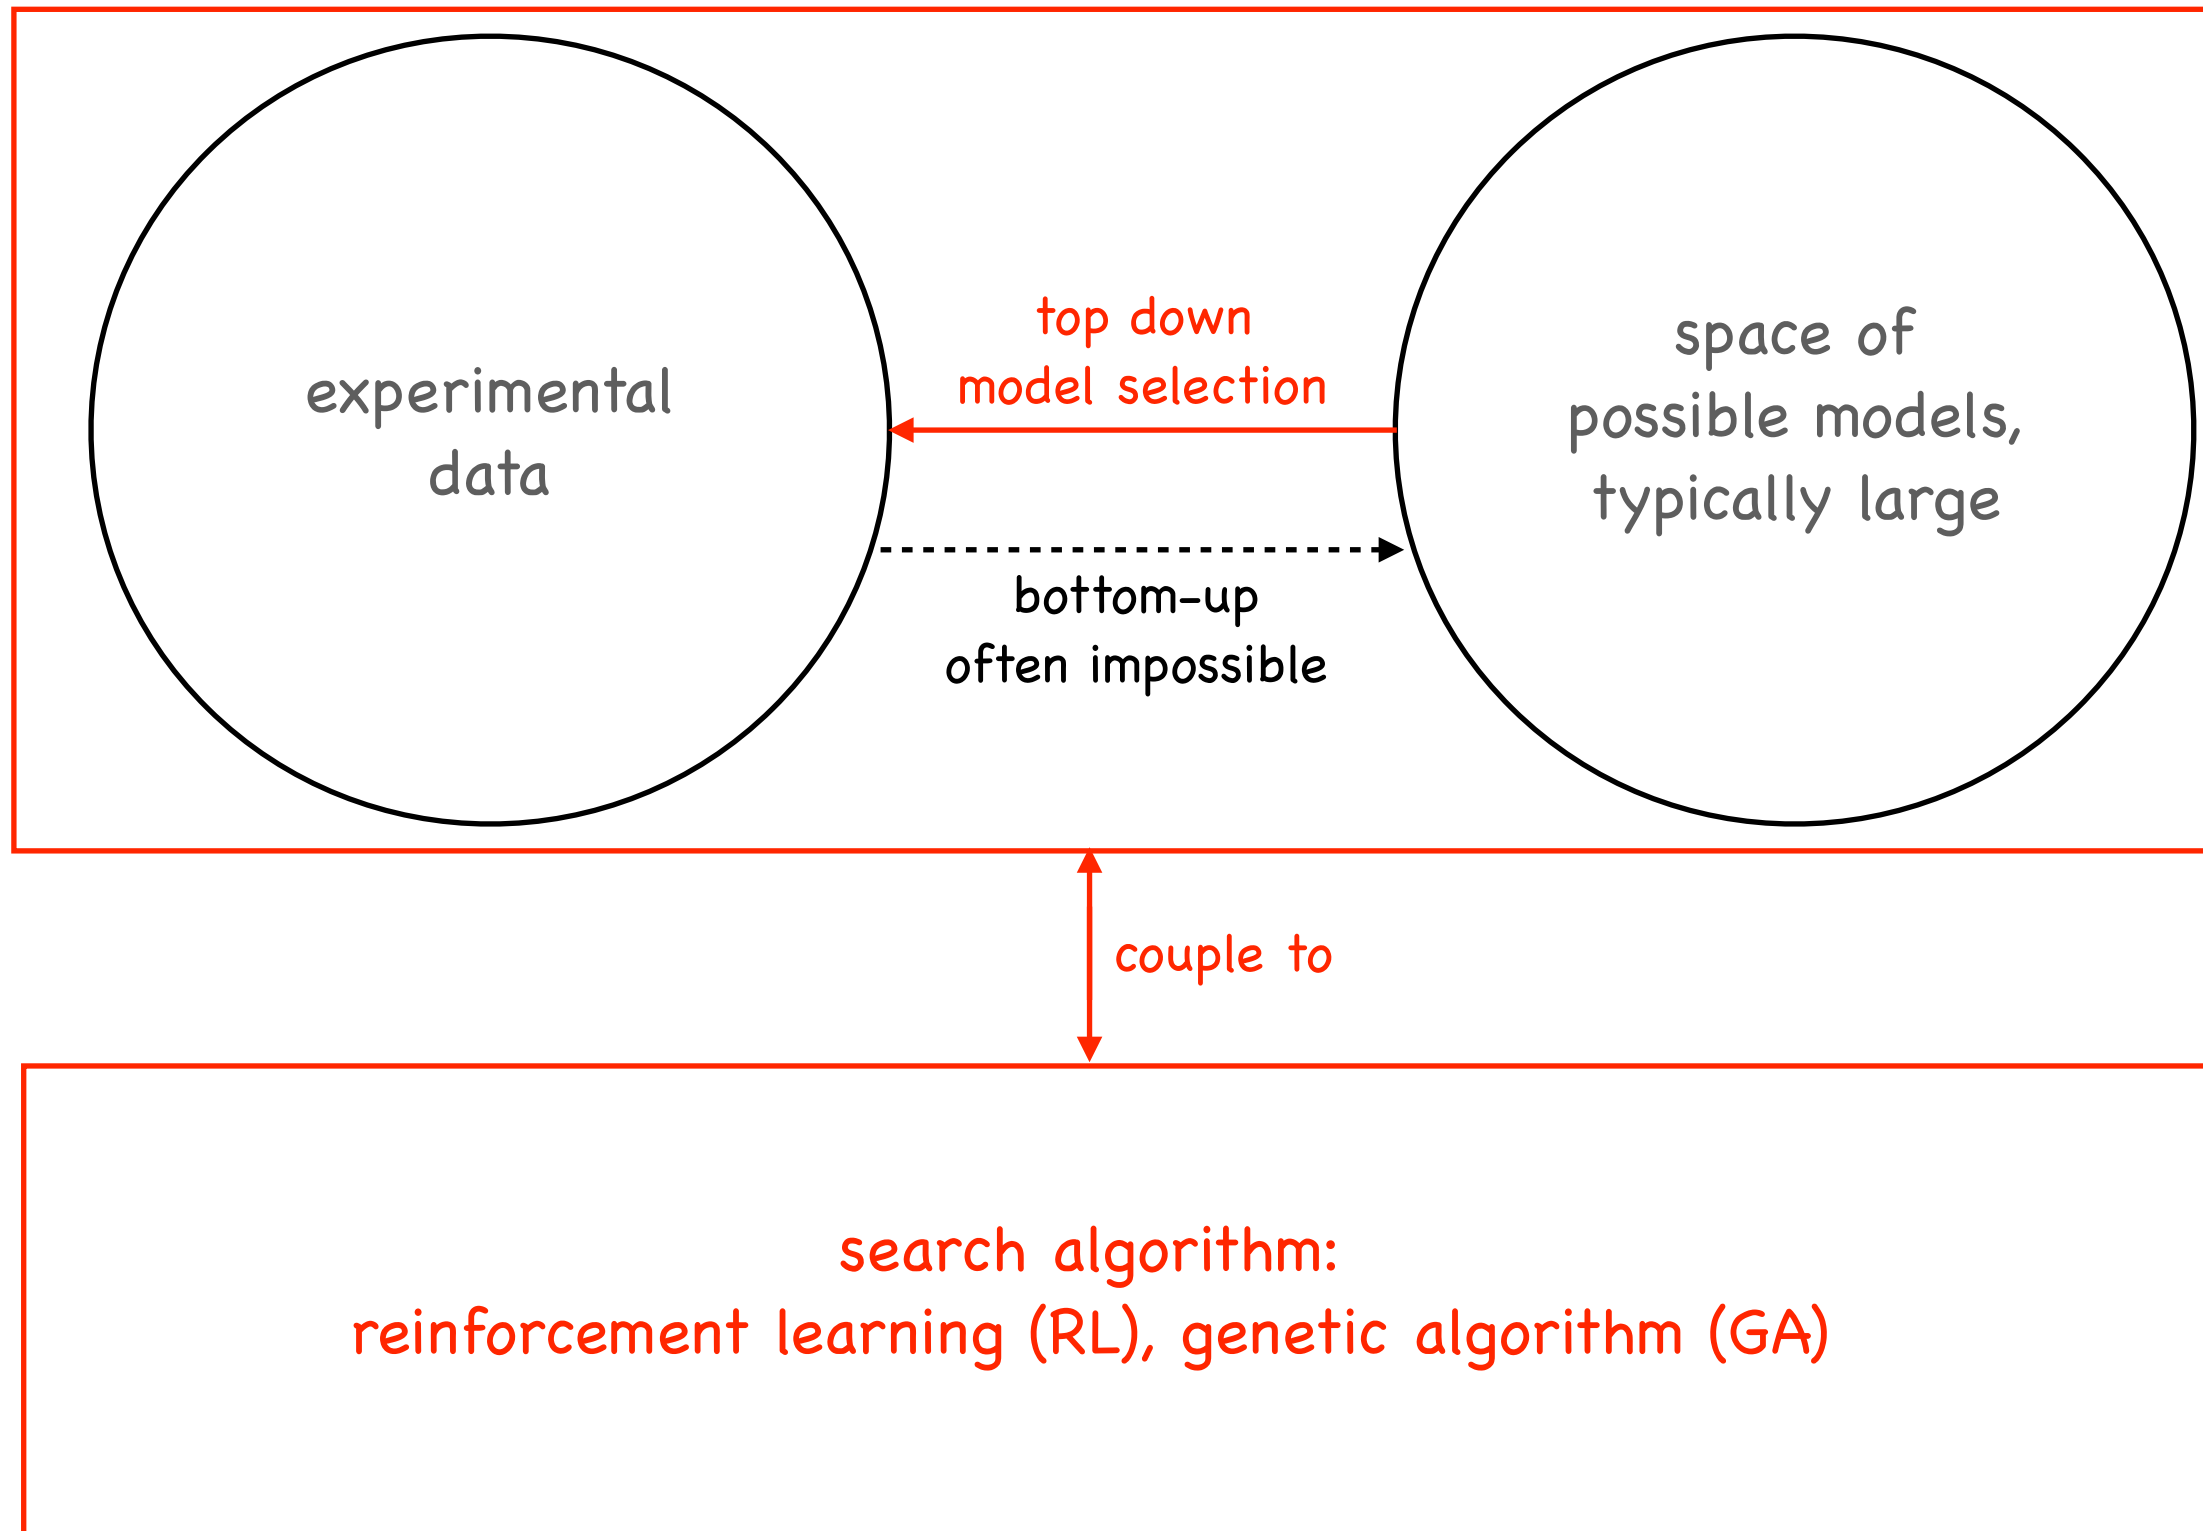 experimental
data
top down
model selection
bottom-up
often impossible
space of
possible models,
typically large
couple to
search algorithm:
reinforcement learning (RL), genetic algorithm (GA)